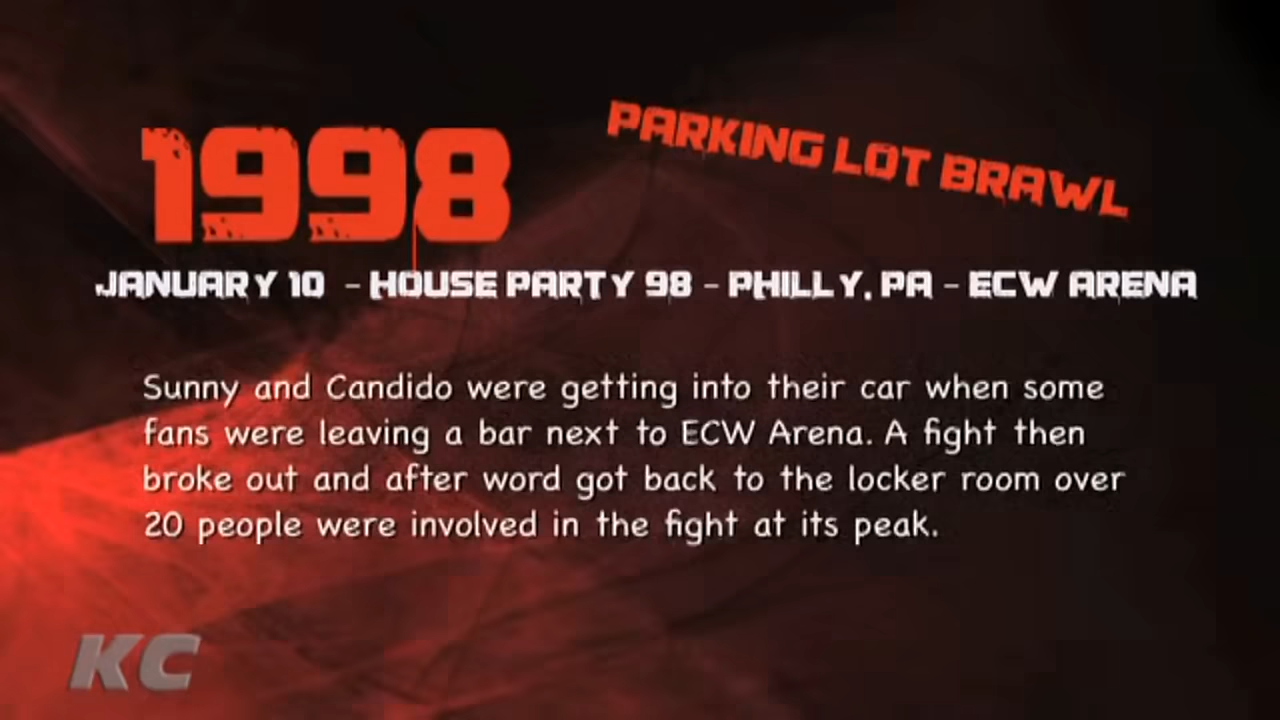 1998
PARKING LOT BRAWL
JANUARY 10 - HOUSE PARTY 98 - PHILLY, PA - ECW ARENA
Sunny and Candido were getting into their car when some
fans were leaving a bar next to ECW Arena. A fight then
broke out and after word got back to the locker room over
20 people were involved in the fight at its peak.
KC